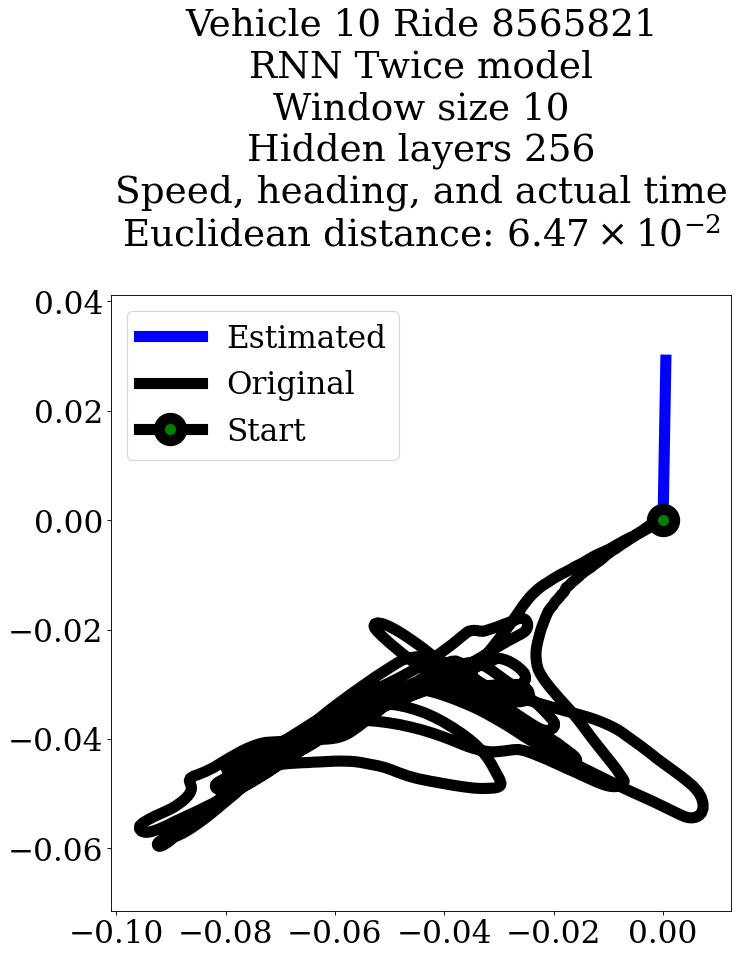 Vehicle 10 Ride 8565821
RNN Twice model
Window size 10
Hidden layers 256
Speed, heading, and actual time
Euclidean distance: 6.47 × 10⁻²
0.04
0.02
0.00
−0.02
−0.04
−0.06
Estimated
Original
Start
−0.10 −0.08 −0.06 −0.04 −0.02 0.00